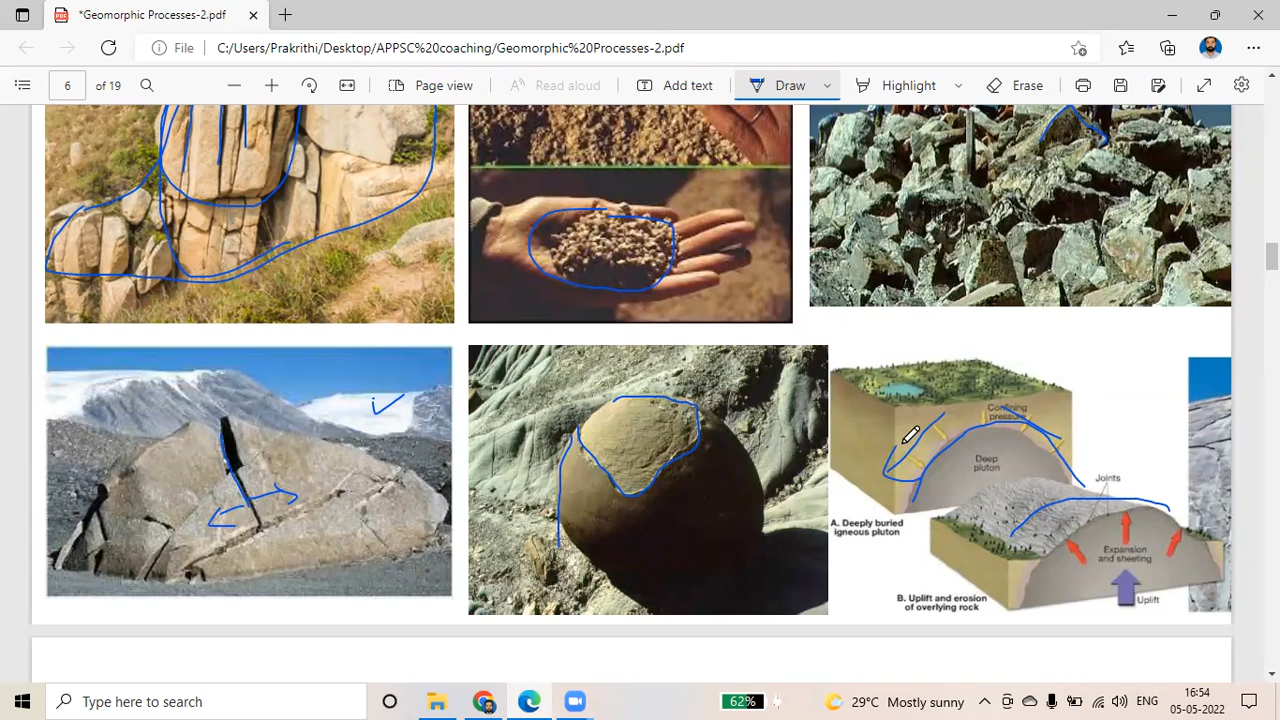 *Geomorphic Processes-2.pdf
File C:/Users/Prakrithi/Desktop/APPSC%20coaching/Geomorphic%20Processes-2.pdf
6 of 19 Page view Read aloud Add text Draw Highlight Erase
Confining
pressure
Deep
pluton
Joints
A. Deeply buried
igneous pluton
Expansion
and sheeting
B. Uplift and erosion
of overlying rock
Uplift
Type here to search
62%
29°C Mostly sunny
ENG
16:54
05-05-2022